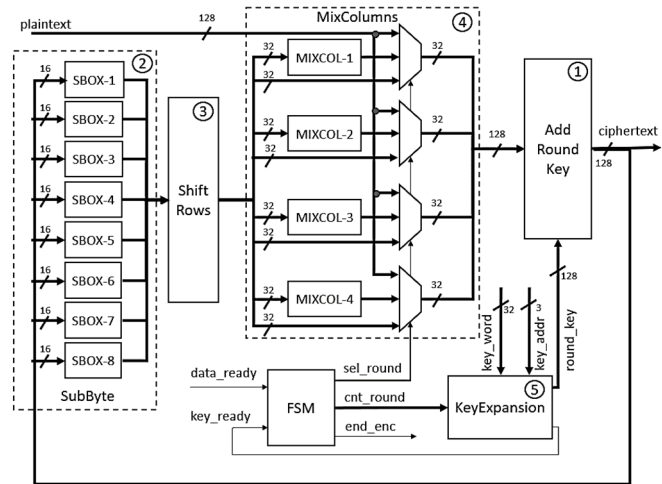 MixColumns
plaintext
128
④
32
MIXCOL-1
32
32
②
16
SBOX-1
16
SBOX-2
16
SBOX-3
16
SBOX-4
16
SBOX-5
16
SBOX-6
16
SBOX-7
16
SBOX-8
SubByte
③
Shift
Rows
32
MIXCOL-2
32
32
32
MIXCOL-3
32
32
32
MIXCOL-4
32
32
128
①
Add
Round
Key
ciphertext
128
128
32
key_word
3
key_addr
round_key
data_ready
key_ready
FSM
sel_round
cnt_round
end_enc
⑤
KeyExpansion